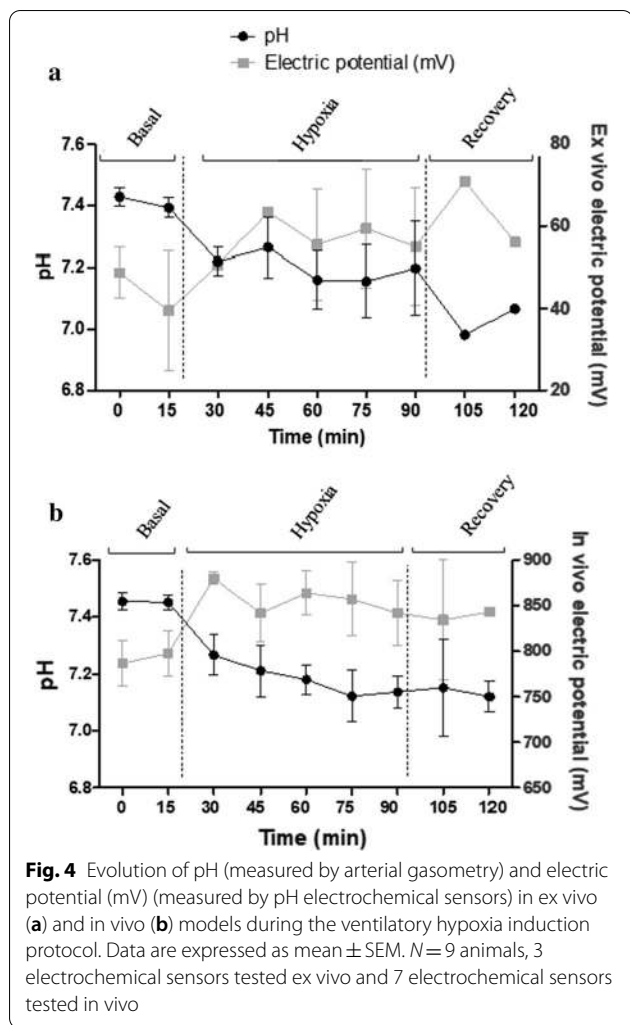 pH
Electric potential (mV)
a
Basal
Hypoxia
Recovery
7.6
7.4
7.2
7.0
6.8
pH
80
60
40
20
Ex vivo electric potential
(mV)
0 15 30 45 60 75 90 105 120
Time (min)
b
Basal
Hypoxia
Recovery
7.6
7.4
7.2
7.0
6.8
pH
900
850
800
750
700
650
In vivo electric potential
(mV)
0 15 30 45 60 75 90 105 120
Time (min)
Fig. 4 Evolution of pH (measured by arterial gasometry) and electric
potential (mV) (measured by pH electrochemical sensors) in ex vivo
(a) and in vivo (b) models during the ventilatory hypoxia induction
protocol. Data are expressed as mean ± SEM. N = 9 animals, 3
electrochemical sensors tested ex vivo and 7 electrochemical sensors
tested in vivo